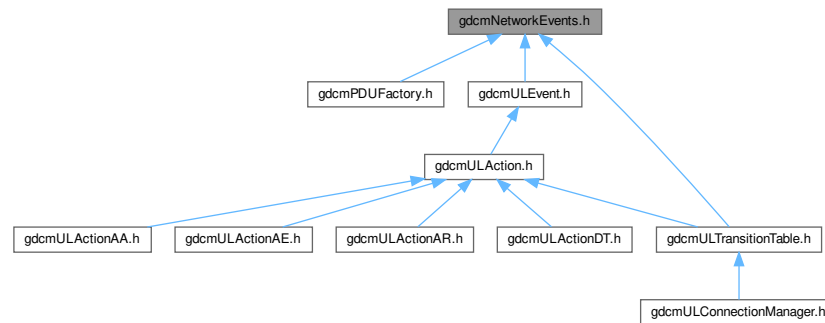 gdcmNetworkEvents.h
gdcmPDUFactory.h
gdcmULEvent.h
gdcmULAction.h
gdcmULActionAA.h
gdcmULActionAE.h
gdcmULActionAR.h
gdcmULActionDT.h
gdcmULTransitionTable.h
gdcmULConnectionManager.h